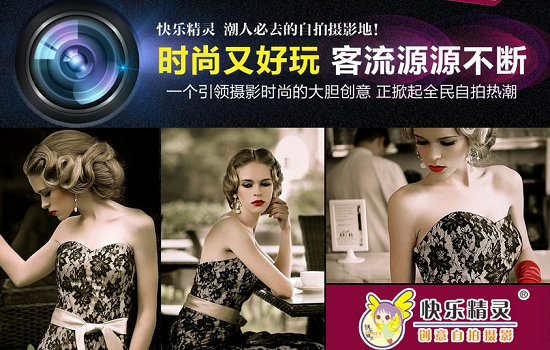 快乐精灵 潮人必去的自拍摄影地!
时尚又好玩 客流源源不断
一个引领摄影时尚的大胆创意 正掀起全民自拍热潮
快乐精灵®
创意自拍摄影